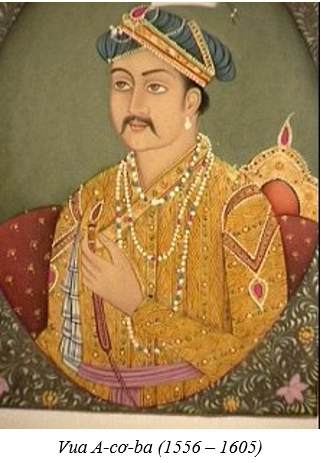 Vua A-cơ-ba (1556 – 1605)